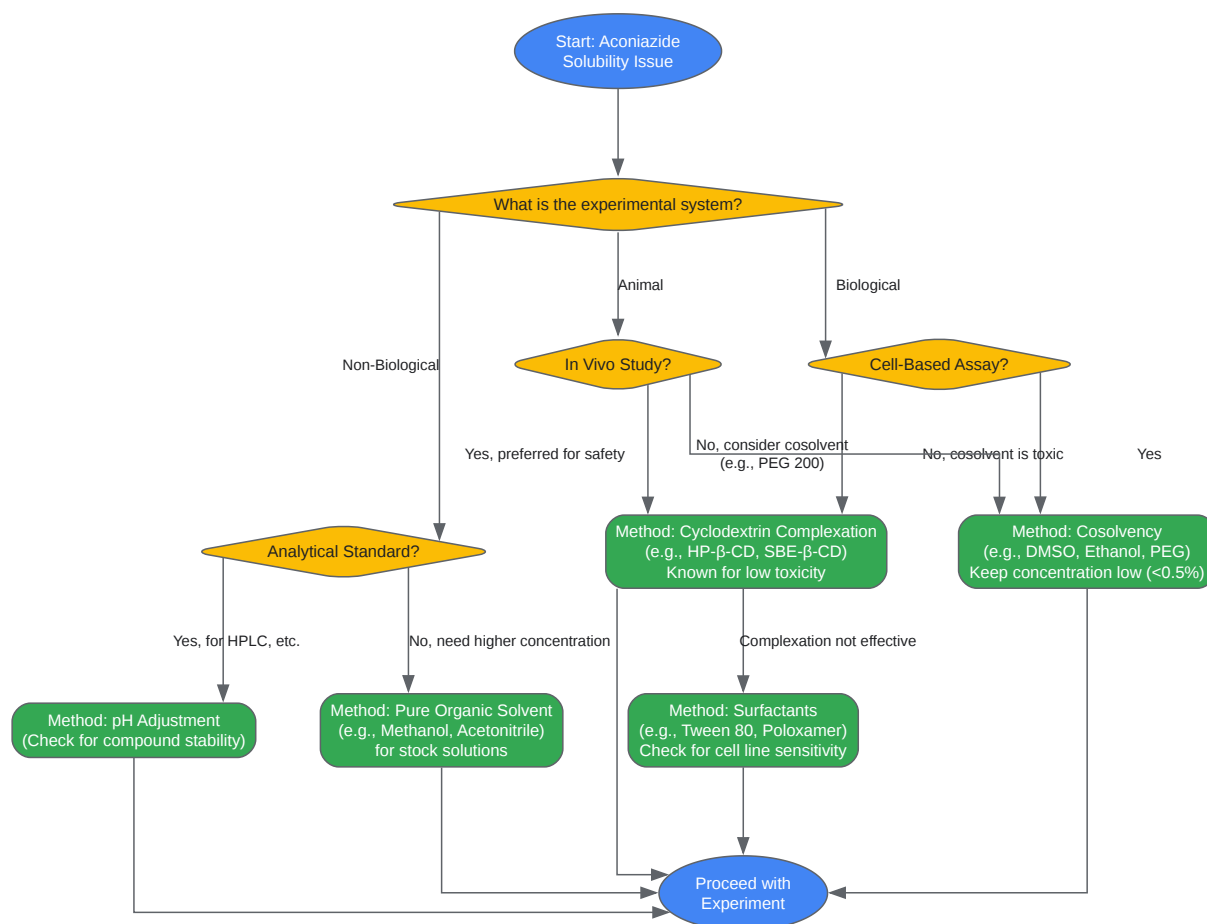 Start: Aconiazide
Solubility Issue
What is the experimental system?
Animal
Biological
Non-Biological
In Vivo Study?
Cell-Based Assay?
Yes, preferred for safety
No, consider cosolvent
(e.g., PEG 200)
No, cosolvent is toxic
Yes
Analytical Standard?
Method: Cyclodextrin Complexation
(e.g., HP-β-CD, SBE-β-CD)
Known for low toxicity
Method: Cosolvency
(e.g., DMSO, Ethanol, PEG)
Keep concentration low (<0.5%)
Yes, for HPLC, etc.
No, need higher concentration
Complexation not effective
Method: pH Adjustment
(Check for compound stability)
Method: Pure Organic Solvent
(e.g., Methanol, Acetonitrile)
for stock solutions
Method: Surfactants
(e.g., Tween 80, Poloxamer)
Check for cell line sensitivity
Proceed with
Experiment